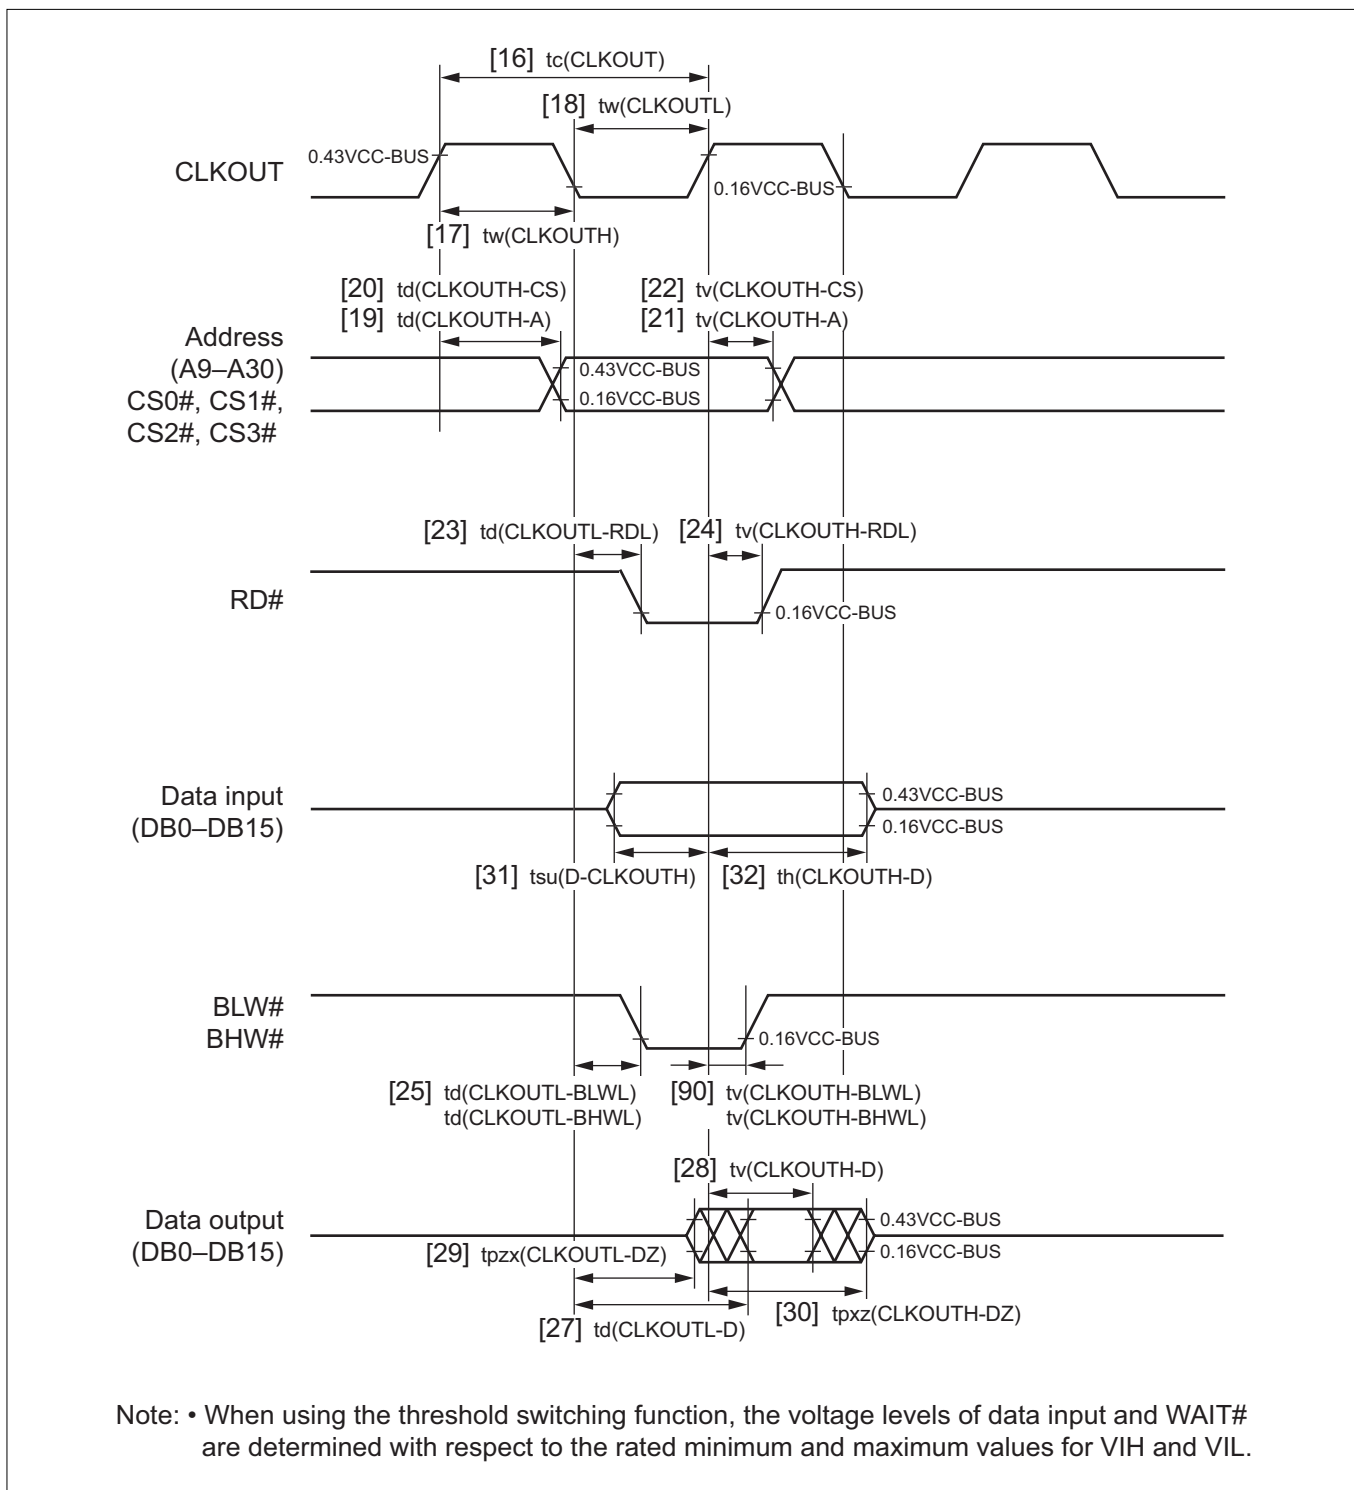 [16] tc(CLKOUT)
[18] tw(CLKOUTL)
CLKOUT
0.43VCC-BUS
0.16VCC-BUS
[17] tw(CLKOUTH)
[20] td(CLKOUTH-CS)
[22] tv(CLKOUTH-CS)
[19] td(CLKOUTH-A)
[21] tv(CLKOUTH-A)
Address
(A9–A30)
CS0#, CS1#,
CS2#, CS3#
0.43VCC-BUS
0.16VCC-BUS
[23] td(CLKOUTL-RDL)
[24] tv(CLKOUTH-RDL)
RD#
0.16VCC-BUS
Data input
(DB0–DB15)
0.43VCC-BUS
0.16VCC-BUS
[31] tsu(D-CLKOUTH)
[32] th(CLKOUTH-D)
BLW#
BHW#
0.16VCC-BUS
[25] td(CLKOUTL-BLWL)
td(CLKOUTL-BHWL)
[90] tv(CLKOUTH-BLWL)
tv(CLKOUTH-BHWL)
[28] tv(CLKOUTH-D)
Data output
(DB0–DB15)
0.43VCC-BUS
0.16VCC-BUS
[29] tpzx(CLKOUTL-DZ)
[30] tpxz(CLKOUTH-DZ)
[27] td(CLKOUTL-D)
Note: • When using the threshold switching function, the voltage levels of data input and WAIT#
are determined with respect to the rated minimum and maximum values for VIH and VIL.